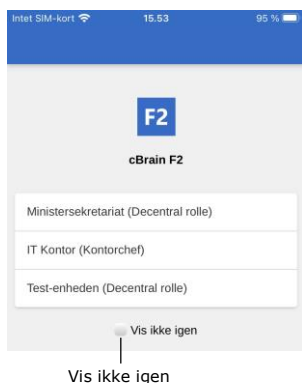 Intet SIM-kort 15.53 95 %
F2
cBrain F2
Ministersekretariat (Decentral rolle)
IT Kontor (Kontorchef)
Test-enheden (Decentral rolle)
Vis ikke igen
Vis ikke igen